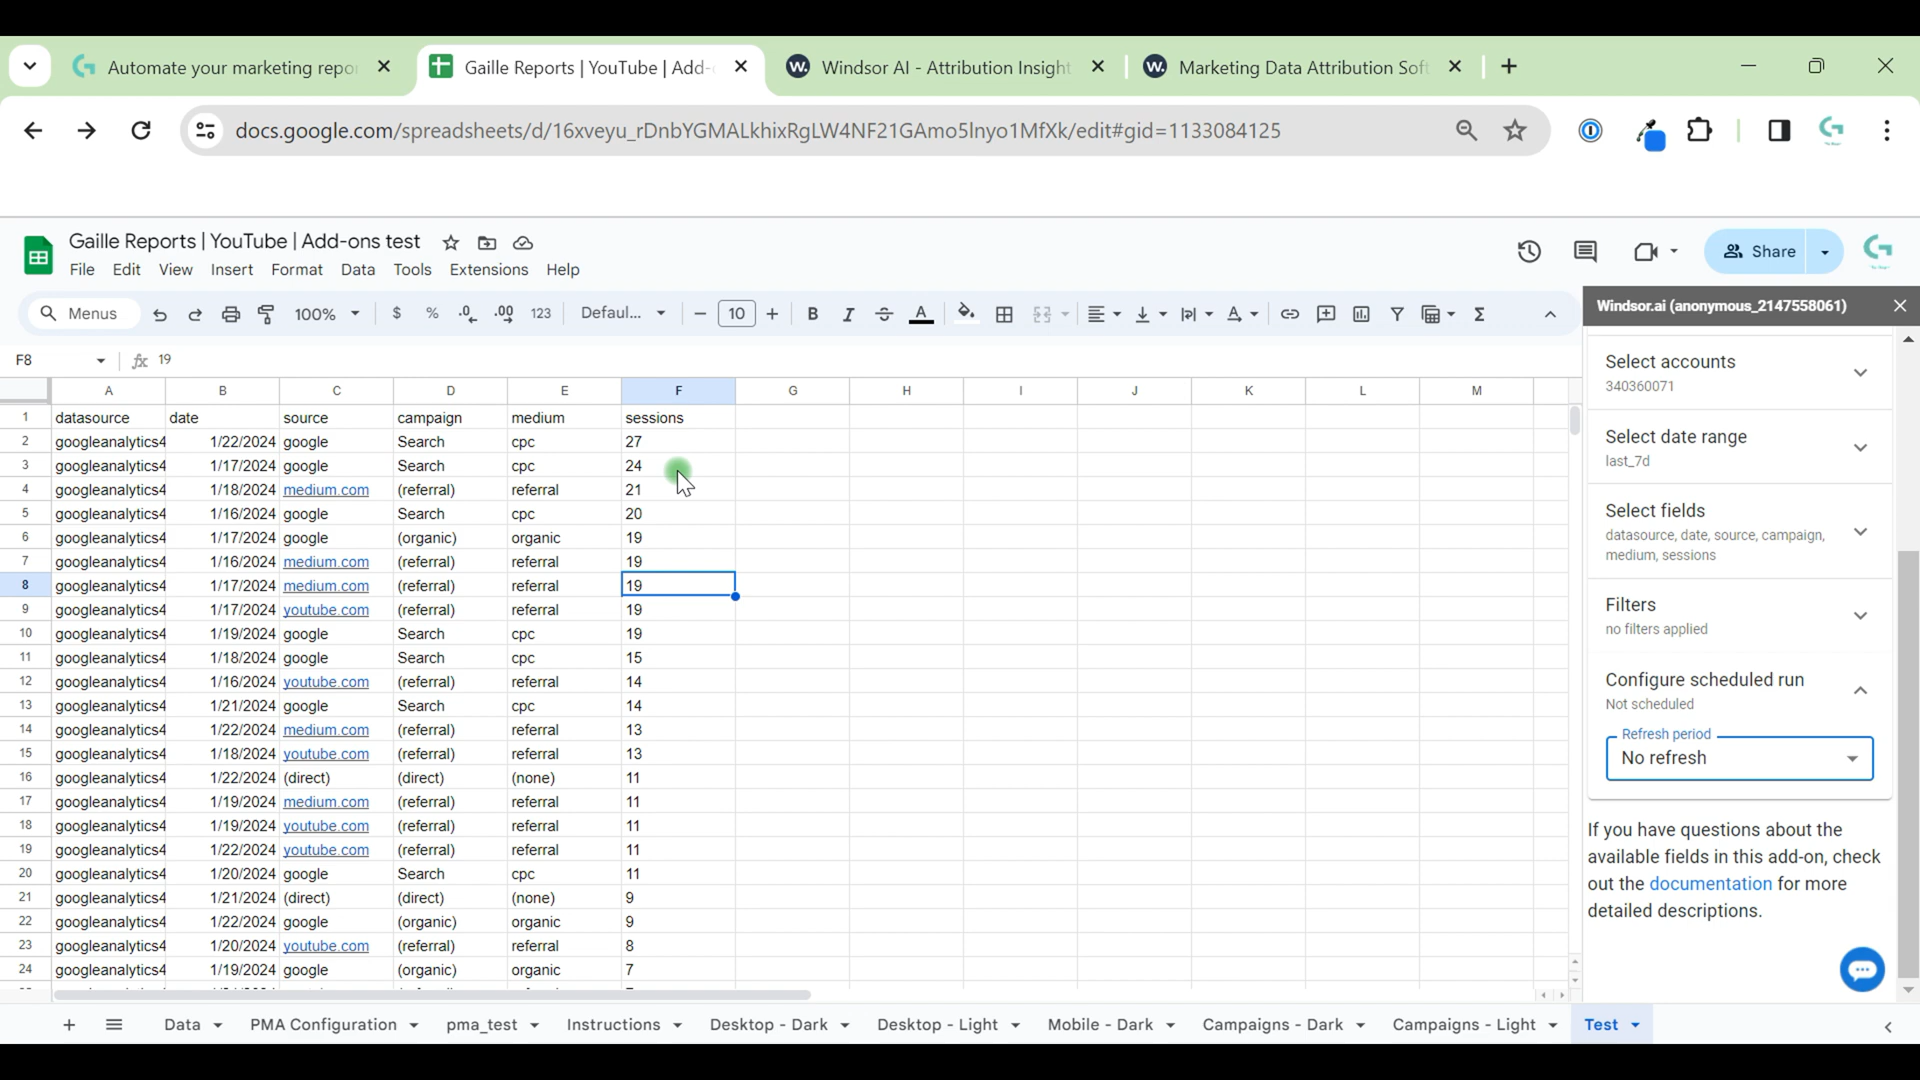 Automate your marketing repo
Gaille Reports | YouTube | Add-
Windsor AI - Attribution Insight
Marketing Data Attribution Soft
docs.google.com/spreadsheets/d/16xveyu_rDnbYGMALkhixRgLW4NF21GAmo5lnyo1MfXk/edit#gid=1133084125
Gaille Reports | YouTube | Add-ons test
File Edit View Insert Format Data Tools Extensions Help
Share
Menus 100% $ % .0 .00 123 Defaul... 10 B I S A
Windsor.ai (anonymous_2147558061)
F8 fx 19
A B C D E F G H I J K L M
1 datasource date source campaign medium sessions
2 googleanalytics4 1/22/2024 google Search cpc 27
3 googleanalytics4 1/17/2024 google Search cpc 24
4 googleanalytics4 1/18/2024 medium.com (referral) referral 21
5 googleanalytics4 1/16/2024 google Search cpc 20
6 googleanalytics4 1/17/2024 google (organic) organic 19
7 googleanalytics4 1/16/2024 medium.com (referral) referral 19
8 googleanalytics4 1/17/2024 medium.com (referral) referral 19
9 googleanalytics4 1/17/2024 youtube.com (referral) referral 19
10 googleanalytics4 1/19/2024 google Search cpc 19
11 googleanalytics4 1/18/2024 google Search cpc 15
12 googleanalytics4 1/16/2024 youtube.com (referral) referral 14
13 googleanalytics4 1/21/2024 google Search cpc 14
14 googleanalytics4 1/22/2024 medium.com (referral) referral 13
15 googleanalytics4 1/18/2024 youtube.com (referral) referral 13
16 googleanalytics4 1/22/2024 (direct) (direct) (none) 11
17 googleanalytics4 1/19/2024 medium.com (referral) referral 11
18 googleanalytics4 1/19/2024 youtube.com (referral) referral 11
19 googleanalytics4 1/22/2024 youtube.com (referral) referral 11
20 googleanalytics4 1/20/2024 google Search cpc 11
21 googleanalytics4 1/21/2024 (direct) (direct) (none) 9
22 googleanalytics4 1/22/2024 google (organic) organic 9
23 googleanalytics4 1/20/2024 youtube.com (referral) referral 8
24 googleanalytics4 1/19/2024 google (organic) organic 7
Select accounts
340360071
Select date range
last_7d
Select fields
datasource, date, source, campaign,
medium, sessions
Filters
no filters applied
Configure scheduled run
Not scheduled
Refresh period
No refresh
If you have questions about the
available fields in this add-on, check
out the documentation for more
detailed descriptions.
Data PMA Configuration pma_test Instructions Desktop - Dark Desktop - Light Mobile - Dark Campaigns - Dark Campaigns - Light Test